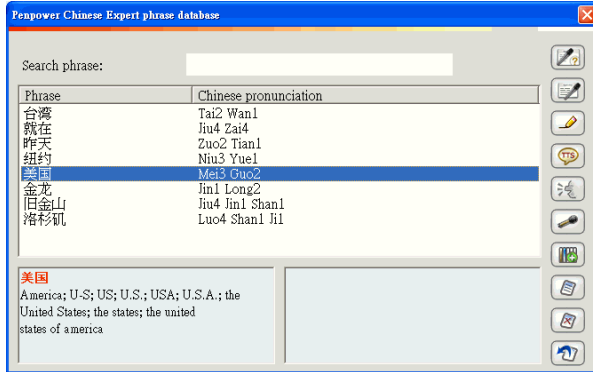 Penpower Chinese Expert phrase database
Search phrase:
Phrase Chinese pronunciation
台湾 Tai2 Wan1
就在 Jiu4 Zai4
昨天 Zuo2 Tian1
纽约 Niu3 Yue1
美国 Mei3 Guo2
金龙 Jin1 Long2
旧金山 Jiu4 Jin1 Shan1
洛杉矶 Luo4 Shan1 Ji1
美国
America; U-S; US; U.S.; USA; U.S.A.; the
United States; the states; the united
states of america
TTS